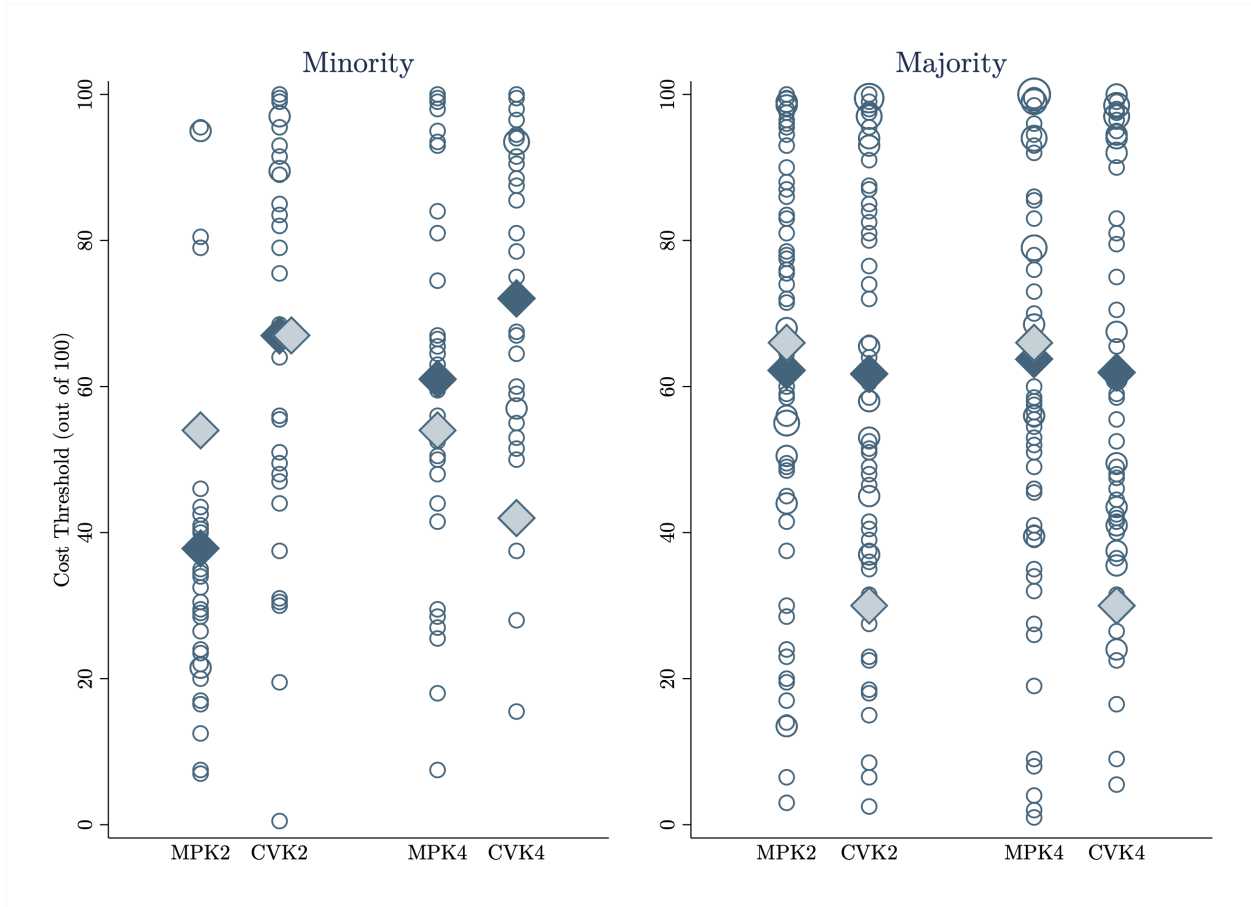 Minority
Majority
Cost Threshold (out of 100)
100
80
60
40
20
0
MPK2
CVK2
MPK4
CVK4
100
80
60
40
20
0
MPK2
CVK2
MPK4
CVK4